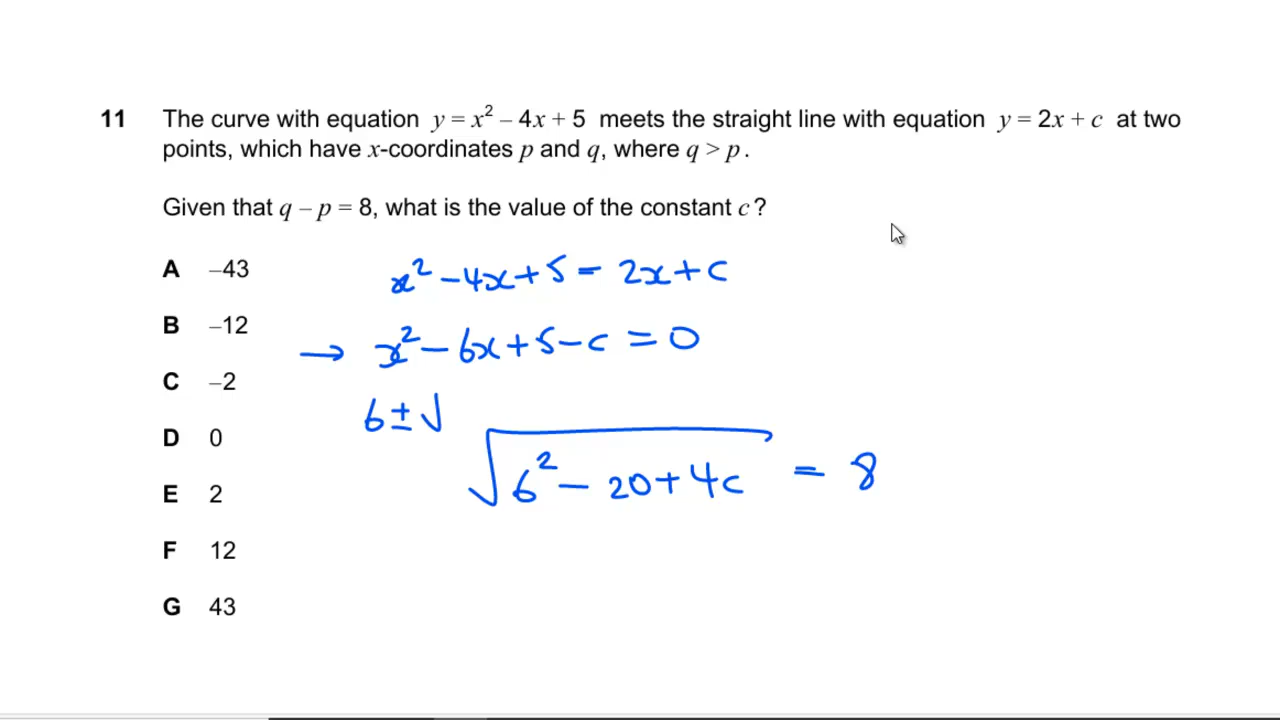 11 The curve with equation y = x² – 4x + 5 meets the straight line with equation y = 2x + c at two
points, which have x-coordinates p and q, where q > p.
Given that q – p = 8, what is the value of the constant c?
A –43
x² – 4x + 5 = 2x + c
B –12
→ x² – 6x + 5 – c = 0
C –2
6 ± √
D 0
√(6² – 20 + 4c) = 8
E 2
F 12
G 43